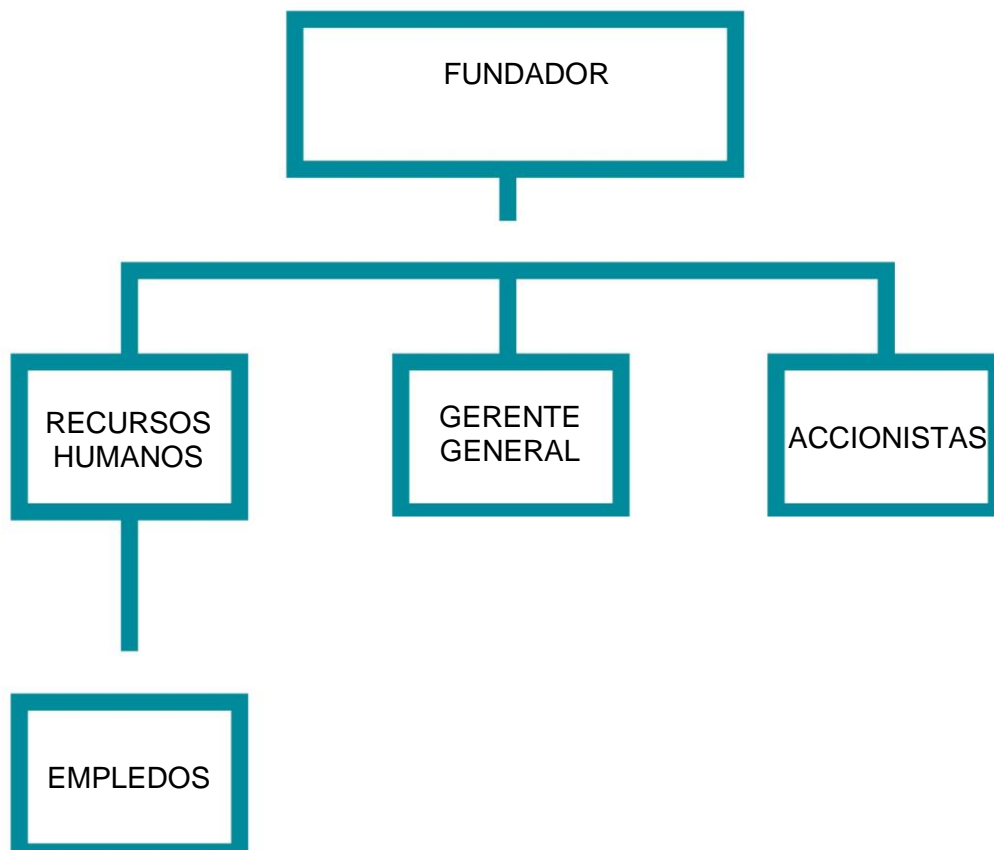 FUNDADOR
RECURSOS
HUMANOS
GERENTE
GENERAL
ACCIONISTAS
EMPLEDOS